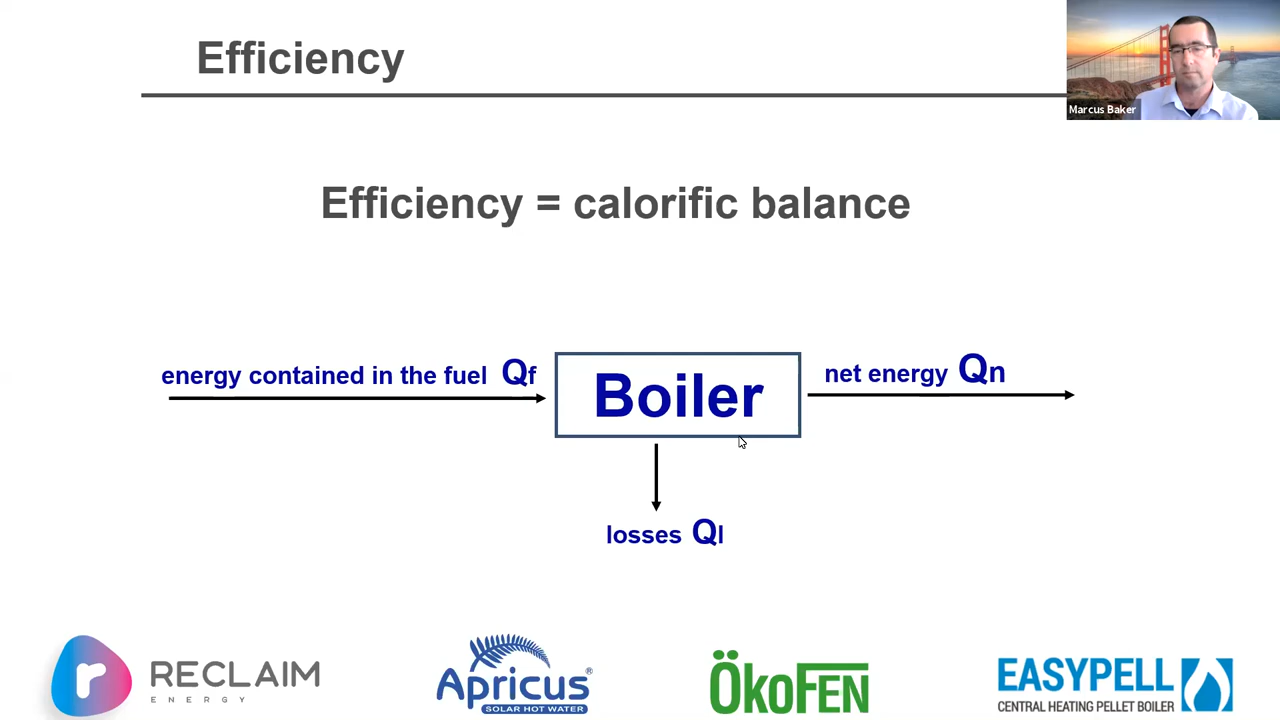 Efficiency
Marcus Baker
Efficiency = calorific balance
energy contained in the fuel Qf
Boiler
net energy Qn
losses Ql
r RECLAIM
ENERGY
Apricus®
SOLAR HOT WATER
ÖkoFEN
EASYPELL
CENTRAL HEATING PELLET BOILER